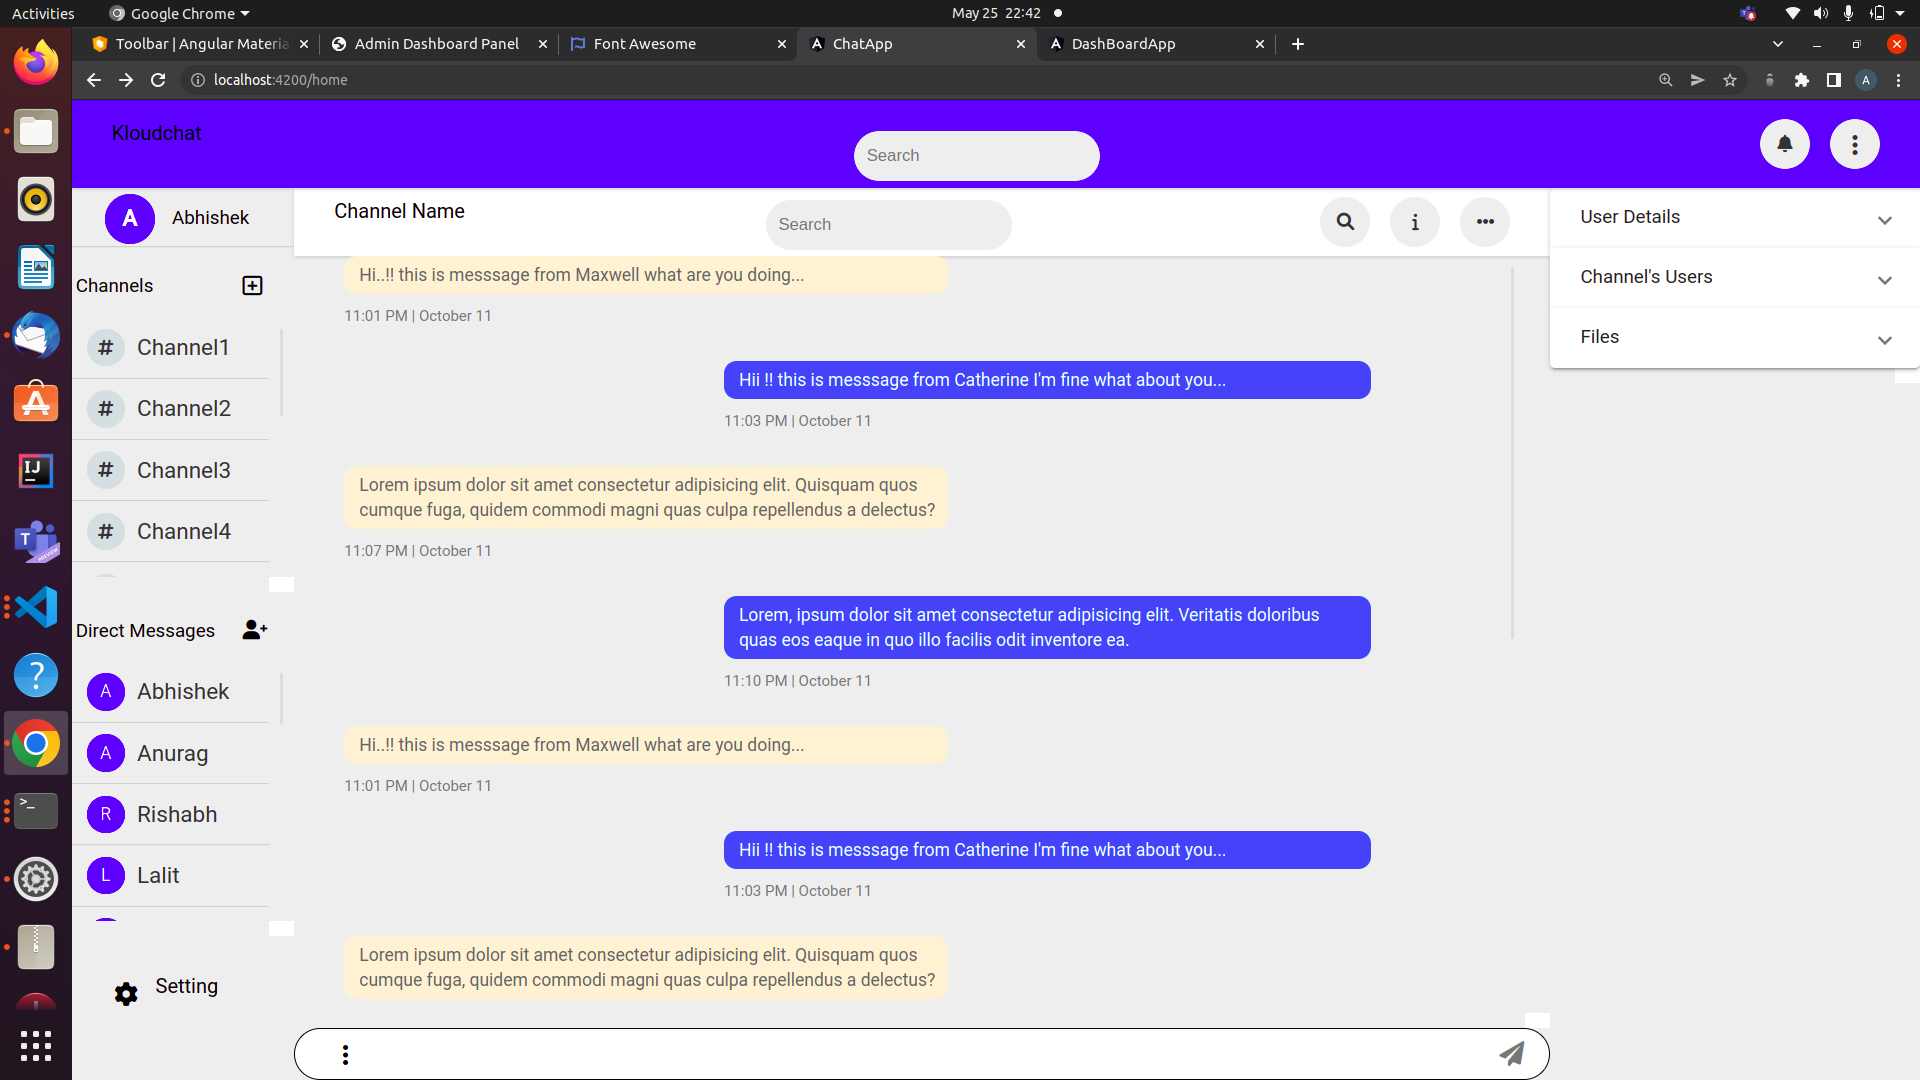 Activities
Google Chrome
May 25 22:42
Toolbar | Angular Materia
Admin Dashboard Panel
Font Awesome
ChatApp
DashBoardApp
localhost:4200/home
A
Kloudchat
Search
A
Abhishek
Channel Name
Search
User Details
Channel's Users
Files
Channels
# Channel1
# Channel2
# Channel3
# Channel4
Direct Messages
A Abhishek
A Anurag
R Rishabh
L Lalit
Setting
Hi..!! this is messsage from Maxwell what are you doing...
11:01 PM | October 11
Hii !! this is messsage from Catherine I'm fine what about you...
11:03 PM | October 11
Lorem ipsum dolor sit amet consectetur adipisicing elit. Quisquam quos
cumque fuga, quidem commodi magni quas culpa repellendus a delectus?
11:07 PM | October 11
Lorem, ipsum dolor sit amet consectetur adipisicing elit. Veritatis doloribus
quas eos eaque in quo illo facilis odit inventore ea.
11:10 PM | October 11
Hi..!! this is messsage from Maxwell what are you doing...
11:01 PM | October 11
Hii !! this is messsage from Catherine I'm fine what about you...
11:03 PM | October 11
Lorem ipsum dolor sit amet consectetur adipisicing elit. Quisquam quos
cumque fuga, quidem commodi magni quas culpa repellendus a delectus?